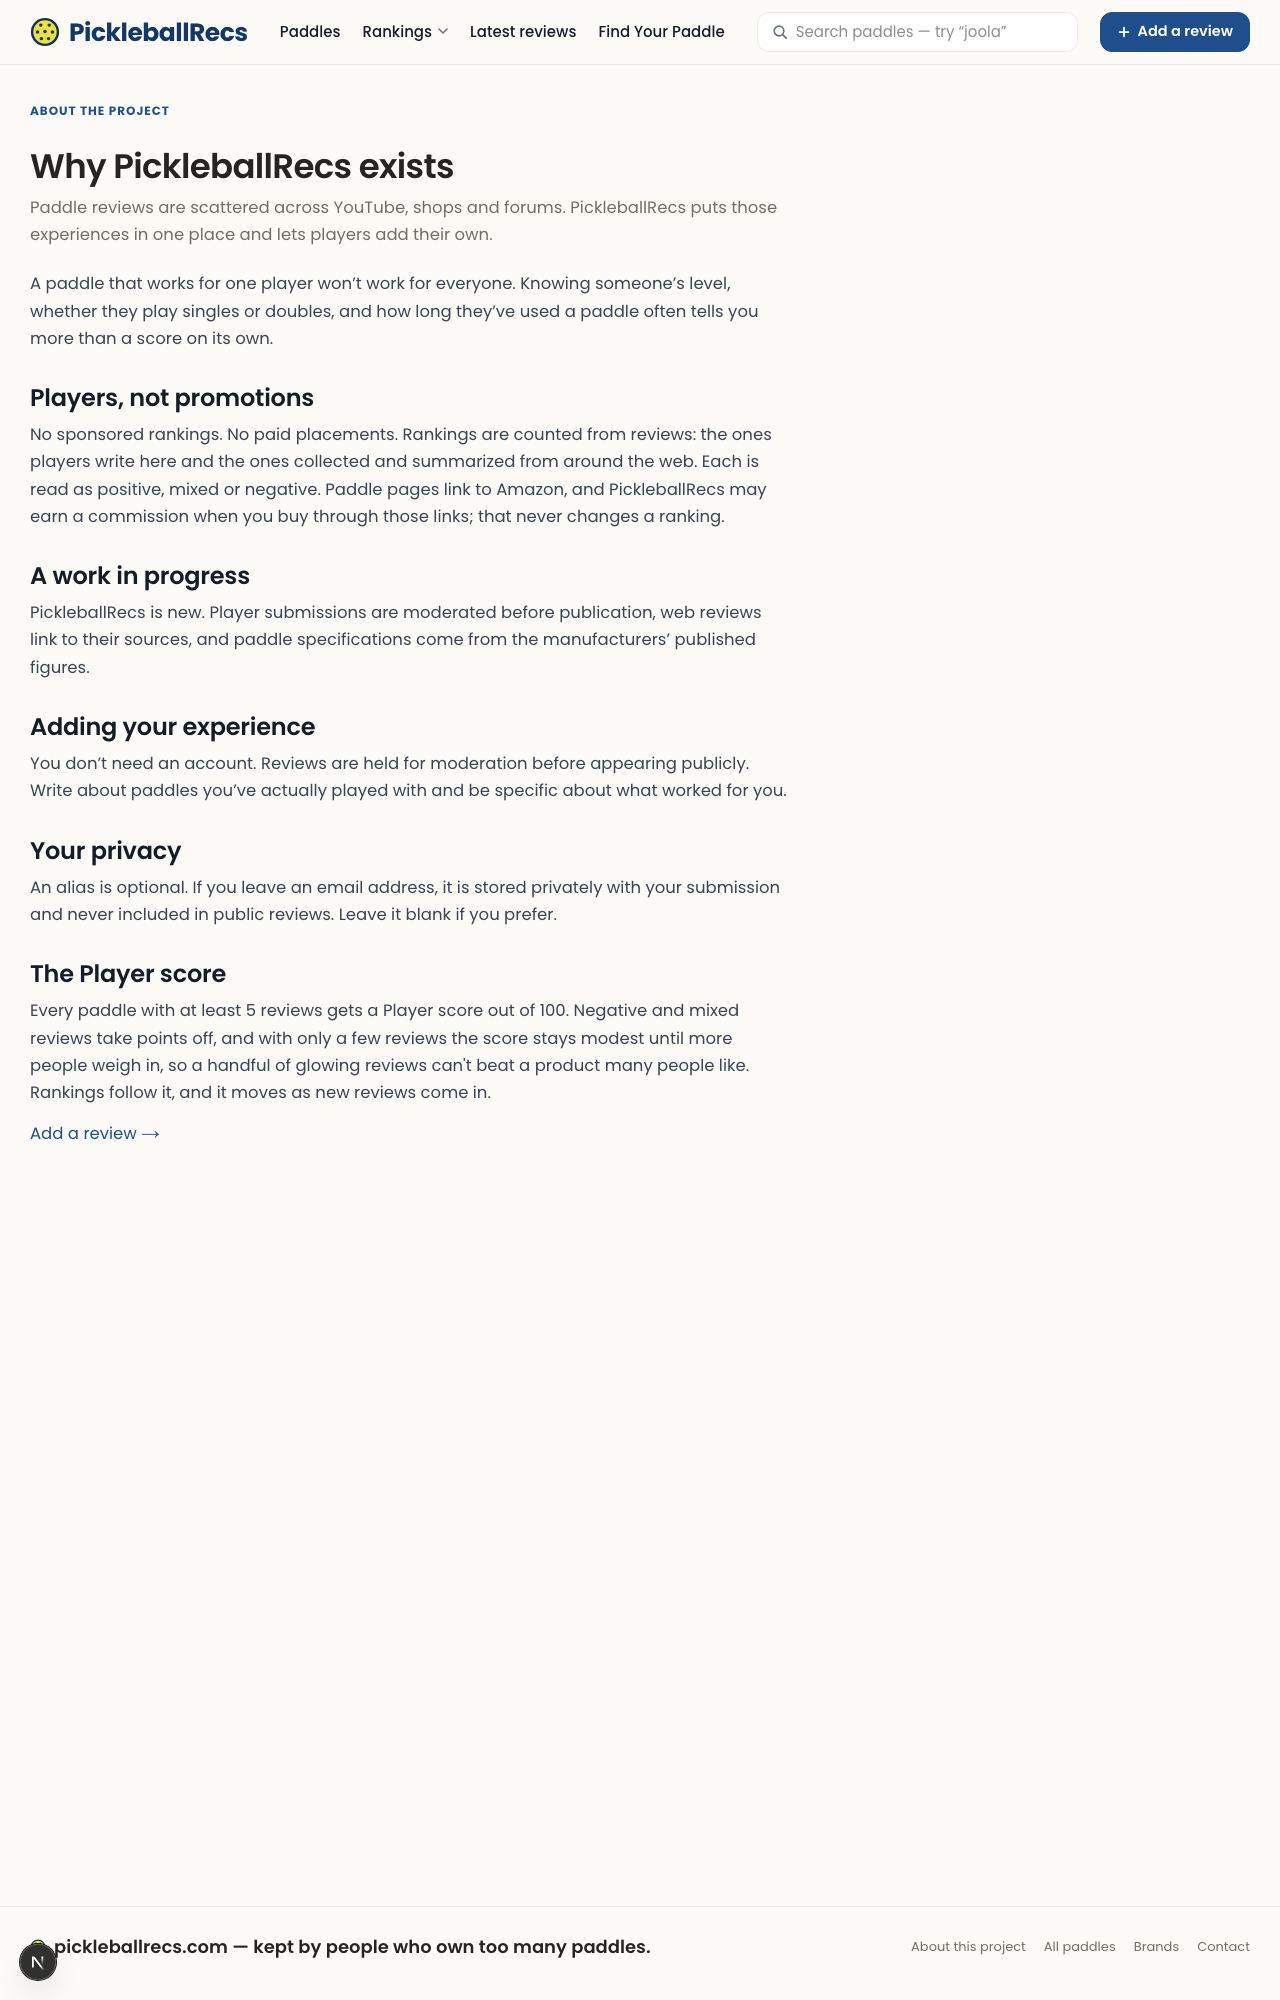 PickleballRecs
Paddles
Rankings
Latest reviews
Find Your Paddle
Search paddles — try “joola”
+ Add a review
ABOUT THE PROJECT
Why PickleballRecs exists
Paddle reviews are scattered across YouTube, shops and forums. PickleballRecs puts those
experiences in one place and lets players add their own.
A paddle that works for one player won’t work for everyone. Knowing someone’s level,
whether they play singles or doubles, and how long they’ve used a paddle often tells you
more than a score on its own.
Players, not promotions
No sponsored rankings. No paid placements. Rankings are counted from reviews: the ones
players write here and the ones collected and summarized from around the web. Each is
read as positive, mixed or negative. Paddle pages link to Amazon, and PickleballRecs may
earn a commission when you buy through those links; that never changes a ranking.
A work in progress
PickleballRecs is new. Player submissions are moderated before publication, web reviews
link to their sources, and paddle specifications come from the manufacturers’ published
figures.
Adding your experience
You don’t need an account. Reviews are held for moderation before appearing publicly.
Write about paddles you’ve actually played with and be specific about what worked for you.
Your privacy
An alias is optional. If you leave an email address, it is stored privately with your submission
and never included in public reviews. Leave it blank if you prefer.
The Player score
Every paddle with at least 5 reviews gets a Player score out of 100. Negative and mixed
reviews take points off, and with only a few reviews the score stays modest until more
people weigh in, so a handful of glowing reviews can't beat a product many people like.
Rankings follow it, and it moves as new reviews come in.
Add a review →
pickleballrecs.com — kept by people who own too many paddles.
About this project
All paddles
Brands
Contact
N